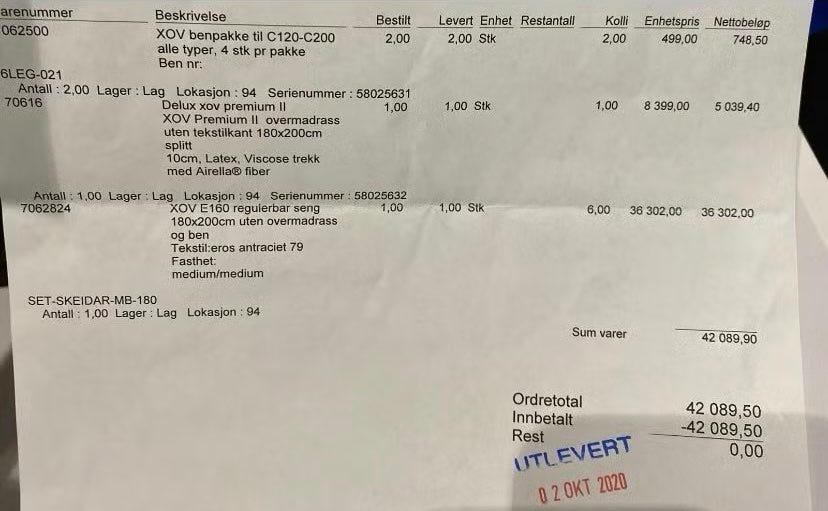 arenummer Beskrivelse Bestilt Levert Enhet Restantall Kolli Enhetspris Nettobeløp
062500 XOV benpakke til C120-C200 2,00 2,00 Stk 2,00 499,00 748,50
alle typer, 4 stk pr pakke
Ben nr:
6LEG-021
Antall : 2,00 Lager : Lag Lokasjon : 94 Serienummer : 58025631
70616 Delux xov premium II 1,00 1,00 Stk 1,00 8 399,00 5 039,40
XOV Premium II overmadrass
uten tekstilkant 180x200cm
splitt
10cm, Latex, Viscose trekk
med Airella® fiber
Antall : 1,00 Lager : Lag Lokasjon : 94 Serienummer : 58025632
7062824 XOV E160 regulerbar seng 1,00 1,00 Stk 6,00 36 302,00 36 302,00
180x200cm uten overmadrass
og ben
Tekstil:eros antraciet 79
Fasthet:
medium/medium
SET-SKEIDAR-MB-180
Antall : 1,00 Lager : Lag Lokasjon : 94
Sum varer 42 089,90
Ordretotal 42 089,50
Innbetalt -42 089,50
Rest 0,00
UTLEVERT
02 OKT 2020